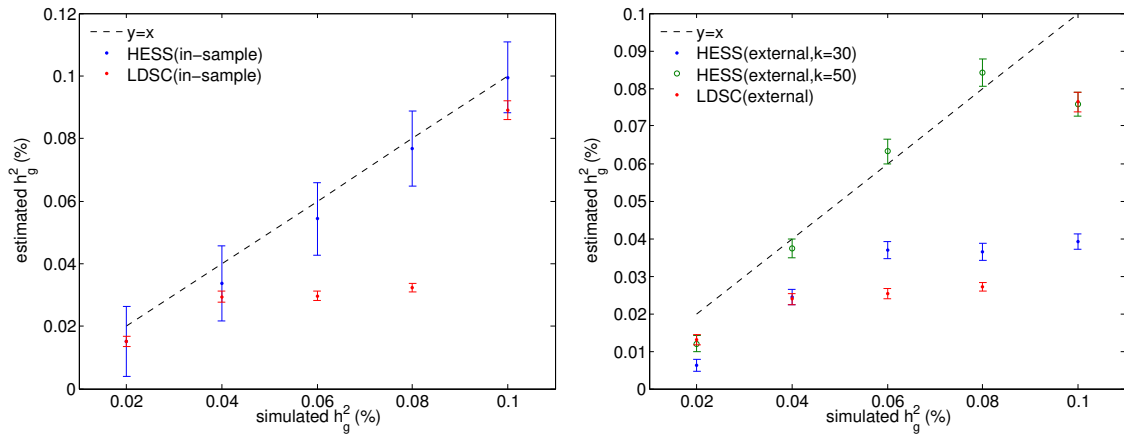 0.12
0.1
0.08
0.06
0.04
0.02
0
estimated h_g^2 (%)
y=x
HESS(in−sample)
LDSC(in−sample)
0.02 0.04 0.06 0.08 0.1
simulated h_g^2 (%)
0.1
0.09
0.08
0.07
0.06
0.05
0.04
0.03
0.02
0.01
0
estimated h_g^2 (%)
y=x
HESS(external,k=30)
HESS(external,k=50)
LDSC(external)
0.02 0.04 0.06 0.08 0.1
simulated h_g^2 (%)